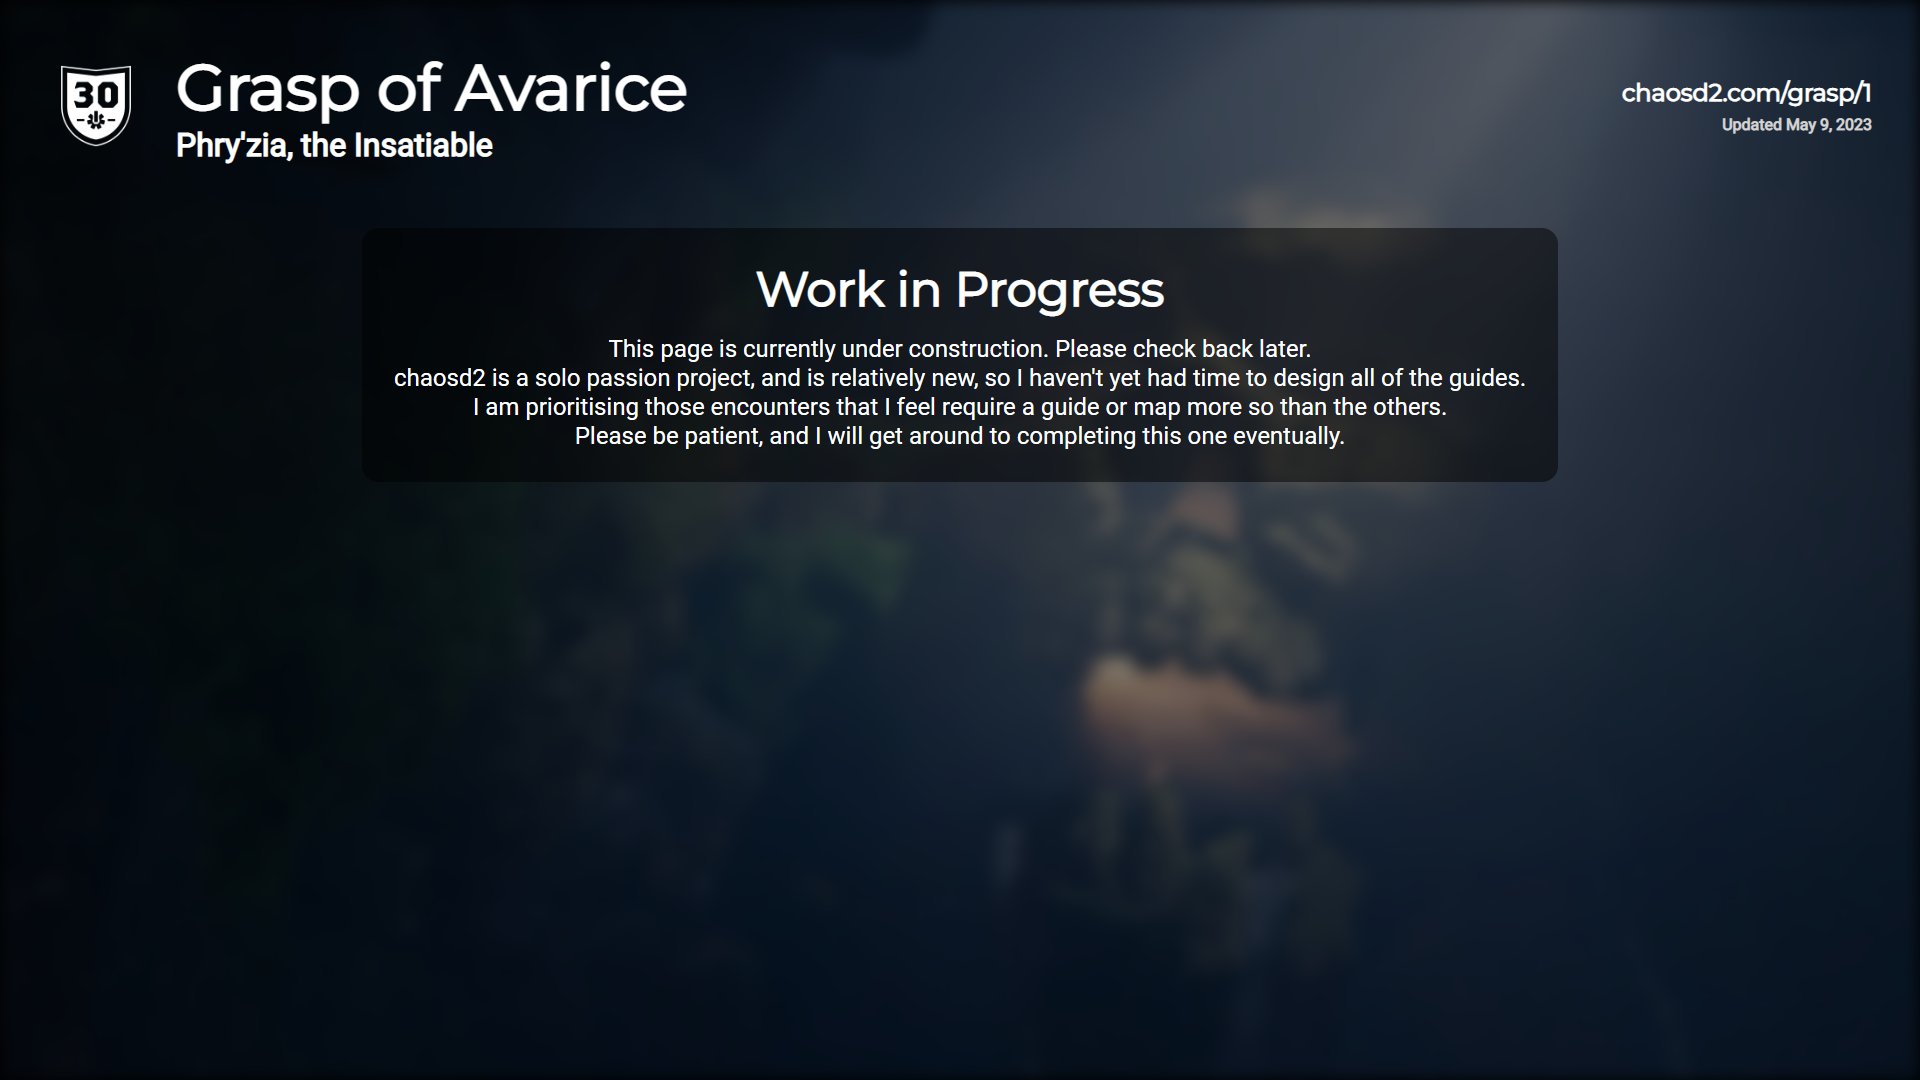 30
Grasp of Avarice
Phry'zia, the Insatiable
chaosd2.com/grasp/1
Updated May 9, 2023
Work in Progress
This page is currently under construction. Please check back later.
chaosd2 is a solo passion project, and is relatively new, so I haven't yet had time to design all of the guides.
I am prioritising those encounters that I feel require a guide or map more so than the others.
Please be patient, and I will get around to completing this one eventually.